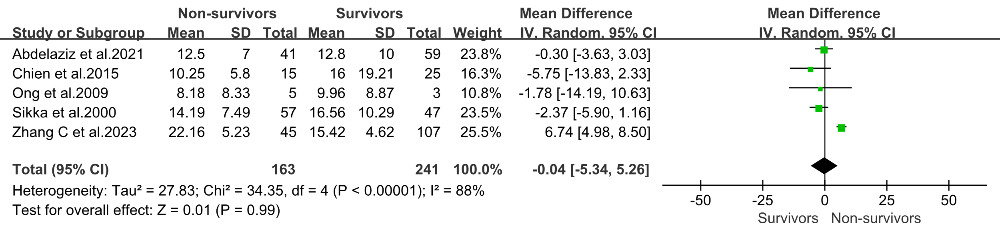 Non-survivors Survivors Mean Difference Mean Difference
Study or Subgroup Mean SD Total Mean SD Total Weight IV, Random, 95% CI IV, Random, 95% CI
Abdelaziz et al.2021 12.5 7 41 12.8 10 59 23.8% -0.30 [-3.63, 3.03]
Chien et al.2015 10.25 5.8 15 16 19.21 25 16.3% -5.75 [-13.83, 2.33]
Ong et al.2009 8.18 8.33 5 9.96 8.87 3 10.8% -1.78 [-14.19, 10.63]
Sikka et al.2000 14.19 7.49 57 16.56 10.29 47 23.5% -2.37 [-5.90, 1.16]
Zhang C et al.2023 22.16 5.23 45 15.42 4.62 107 25.5% 6.74 [4.98, 8.50]
Total (95% CI) 163 241 100.0% -0.04 [-5.34, 5.26]
Heterogeneity: Tau² = 27.83; Chi² = 34.35, df = 4 (P < 0.00001); I² = 88%
Test for overall effect: Z = 0.01 (P = 0.99)
-50 -25 0 25 50
Survivors Non-survivors